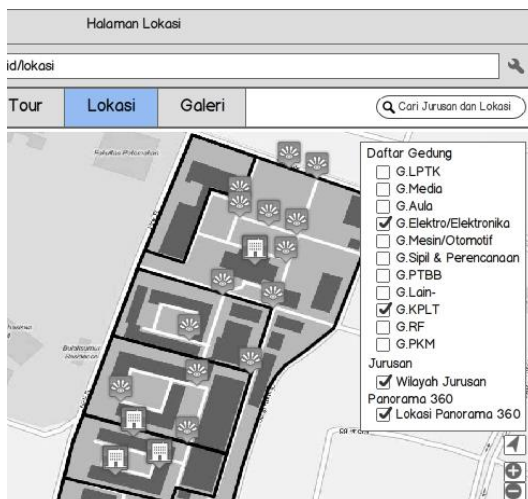 Halaman Lokasi
id/lokasi
Tour
Lokasi
Galeri
Cari Jurusan dan Lokasi
Daftar Gedung
G.LPTK
G.Media
G.Aula
G.Elektro/Elektronika
G.Mesin/Otomotif
G.Sipil & Perencanaan
G.PTBB
G.Lain-
G.KPLT
G.RF
G.PKM
Jurusan
Wilayah Jurusan
Panorama 360
Lokasi Panorama 360